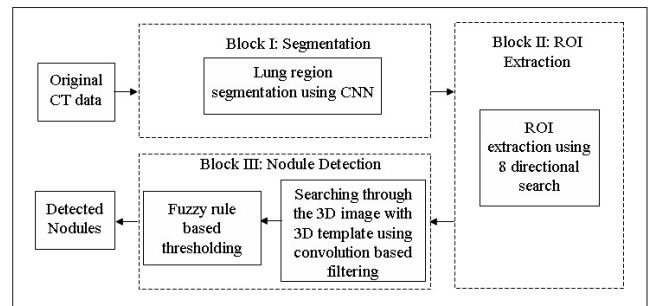 Block I: Segmentation
Lung region
segmentation using CNN
Original
CT data
Block II: ROI
Extraction
ROI
extraction using
8 directional
search
Block III: Nodule Detection
Searching through
the 3D image with
3D template using
convolution based
filtering
Fuzzy rule
based
thresholding
Detected
Nodules